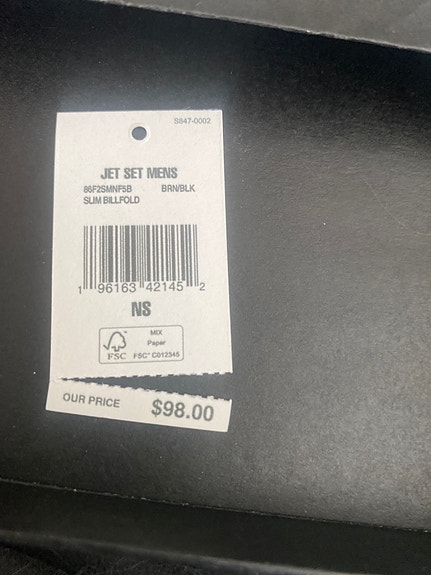 S847-0002
JET SET MENS
86F2SMNF5B BRN/BLK
SLIM BILLFOLD
1 96163 42145 2
NS
MIX
Paper
FSC™ FSC® C012345
OUR PRICE $98.00